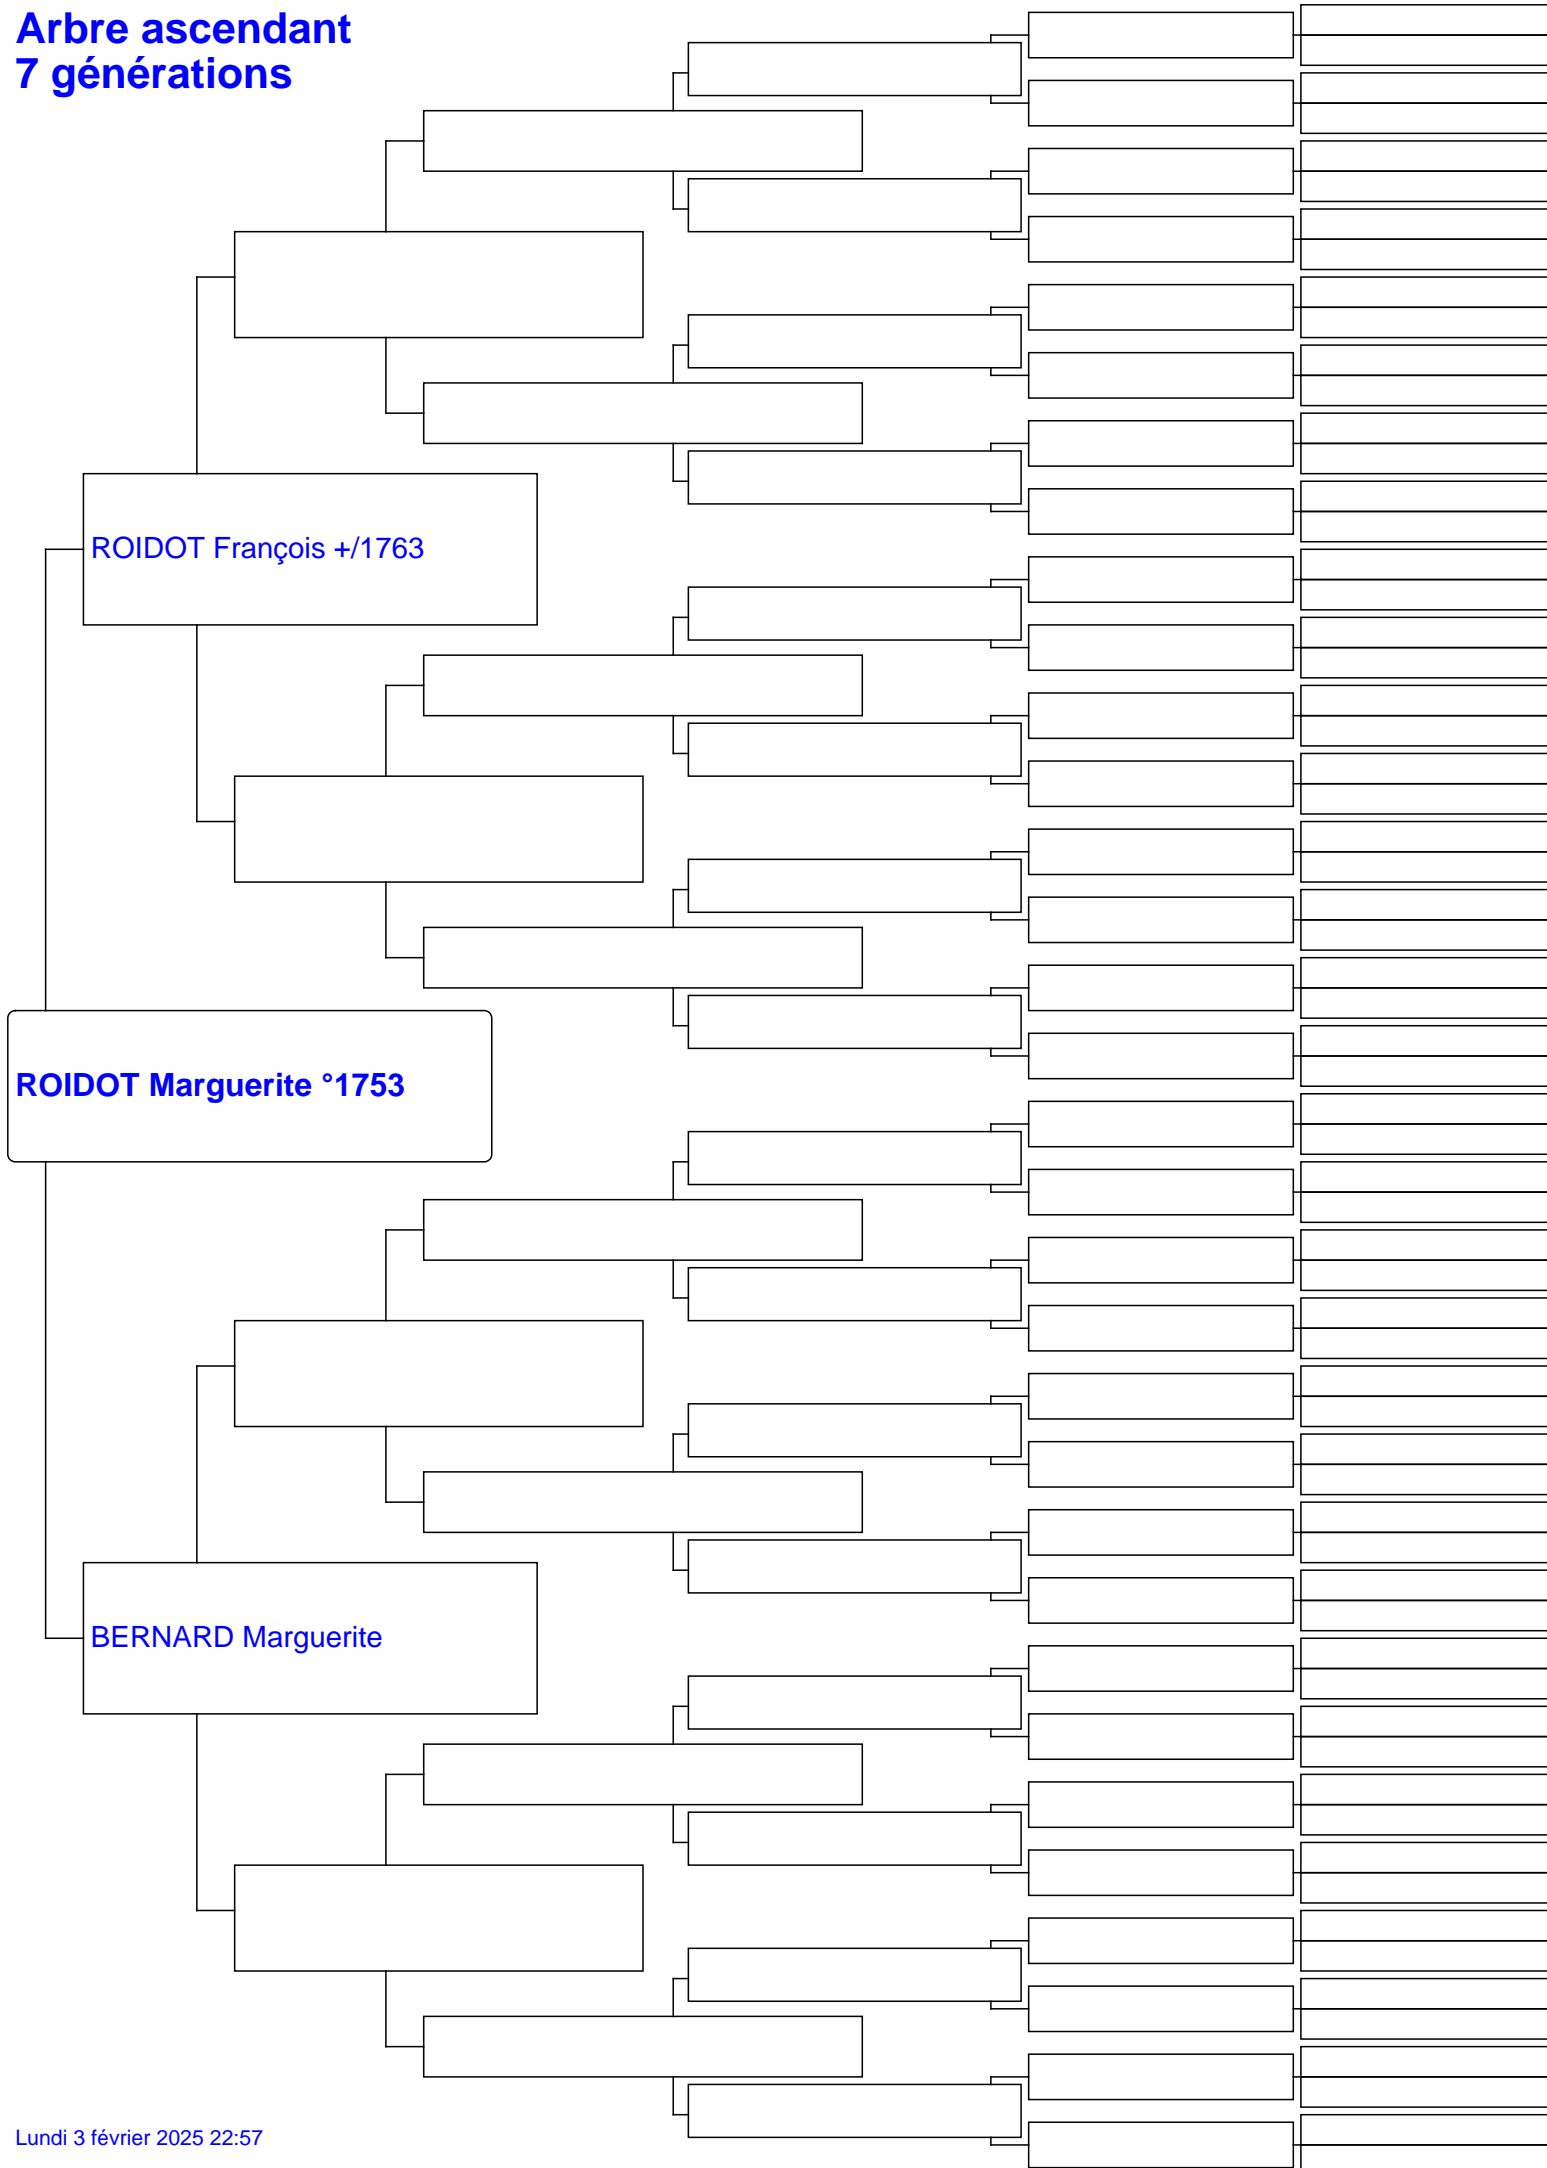 Arbre ascendant
7 générations
ROIDOT François +/1763
ROIDOT Marguerite °1753
BERNARD Marguerite
Lundi 3 février 2025 22:57